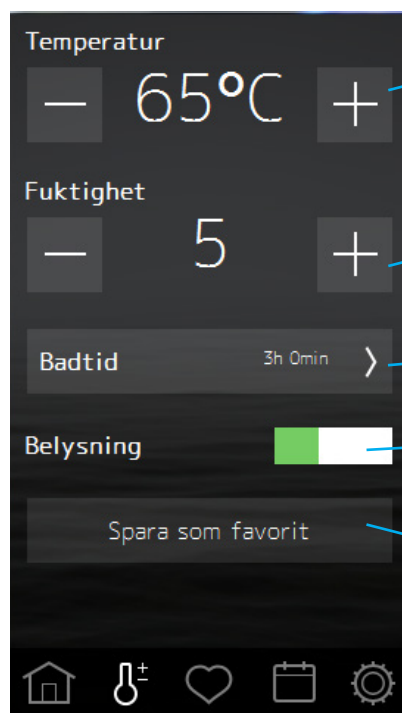 Temperatur
65°C
Fuktighet
5
Badtid 3h 0min
Belysning
Spara som favorit